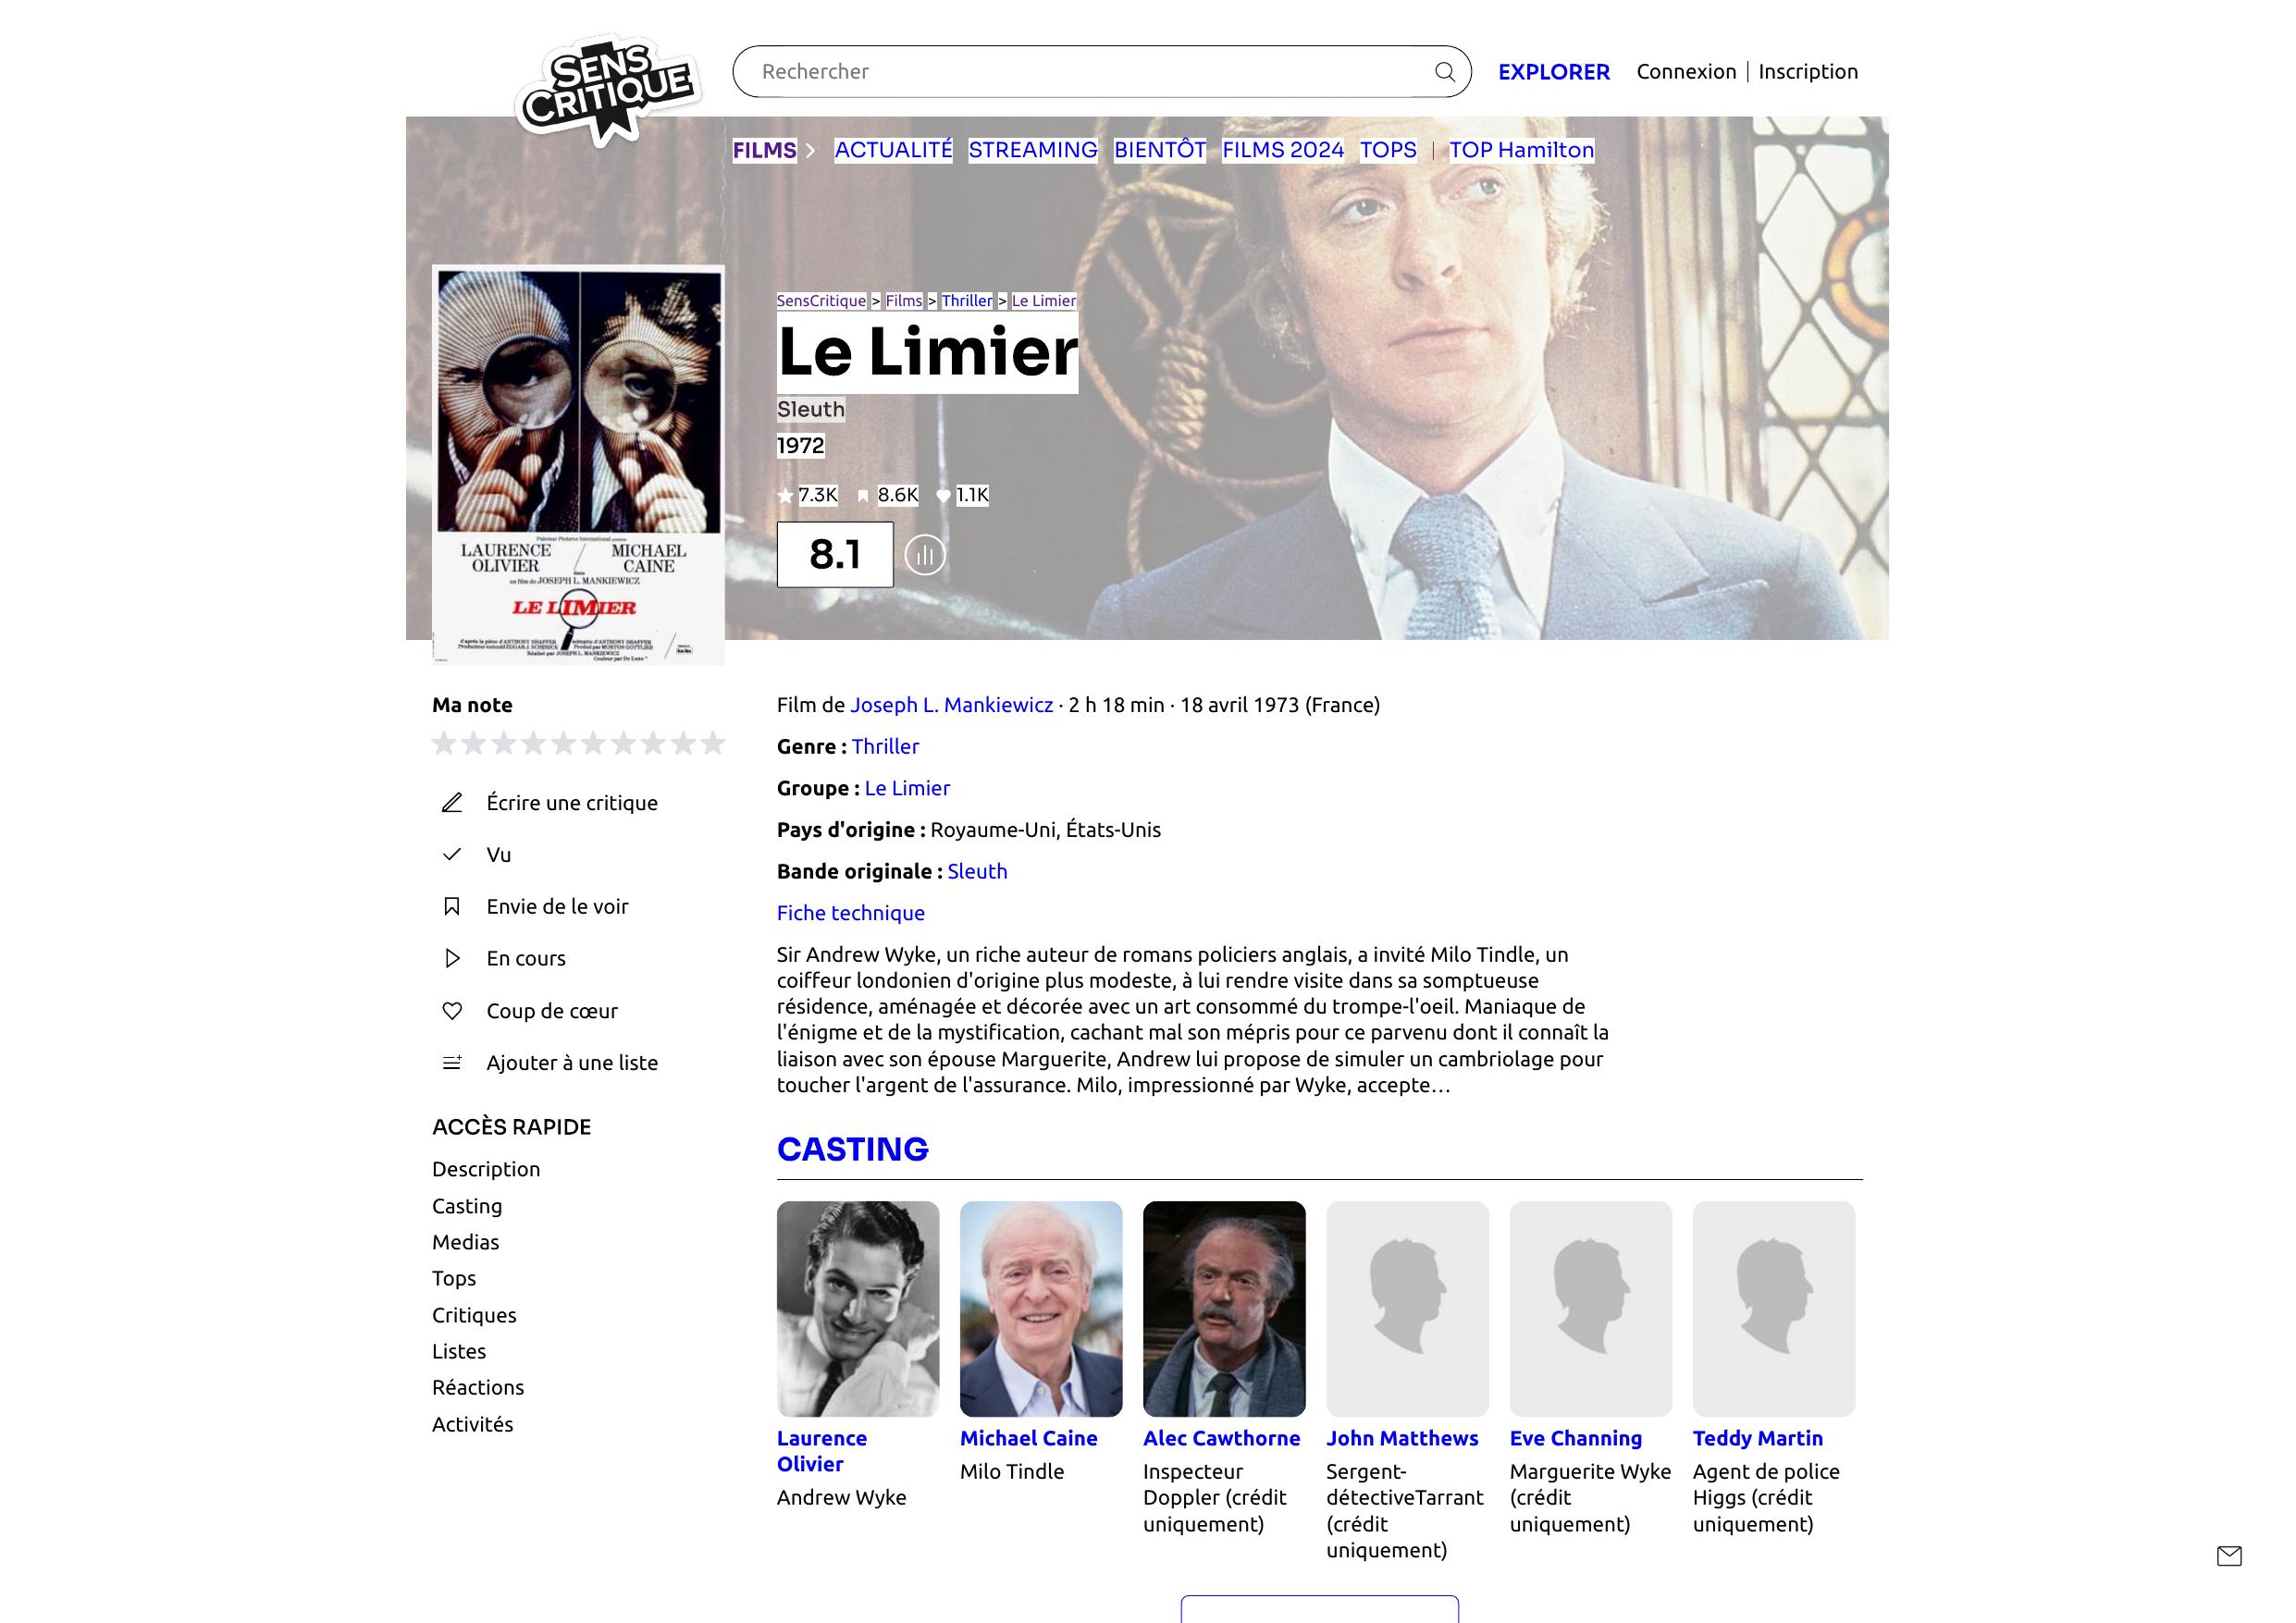 SENS
CRITIQUE
Rechercher
EXPLORER
Connexion | Inscription
FILMS
ACTUALITÉ
STREAMING
BIENTÔT
FILMS 2024
TOPS
|
TOP Hamilton
SensCritique > Films > Thriller > Le Limier
Le Limier
Sleuth
1972
7.3K
8.6K
1.1K
8.1
LAURENCE OLIVIER / MICHAEL CAINE
un film de JOSEPH L. MANKIEWICZ
LE LIMIER
Ma note
Écrire une critique
Vu
Envie de le voir
En cours
Coup de cœur
Ajouter à une liste
ACCÈS RAPIDE
Description
Casting
Medias
Tops
Critiques
Listes
Réactions
Activités
Film de Joseph L. Mankiewicz · 2 h 18 min · 18 avril 1973 (France)
Genre : Thriller
Groupe : Le Limier
Pays d'origine : Royaume-Uni, États-Unis
Bande originale : Sleuth
Fiche technique
Sir Andrew Wyke, un riche auteur de romans policiers anglais, a invité Milo Tindle, un
coiffeur londonien d'origine plus modeste, à lui rendre visite dans sa somptueuse
résidence, aménagée et décorée avec un art consommé du trompe-l'oeil. Maniaque de
l'énigme et de la mystification, cachant mal son mépris pour ce parvenu dont il connaît la
liaison avec son épouse Marguerite, Andrew lui propose de simuler un cambriolage pour
toucher l'argent de l'assurance. Milo, impressionné par Wyke, accepte…
CASTING
Laurence
Olivier
Andrew Wyke
Michael Caine
Milo Tindle
Alec Cawthorne
Inspecteur
Doppler (crédit
uniquement)
John Matthews
Sergent-
détectiveTarrant
(crédit
uniquement)
Eve Channing
Marguerite Wyke
(crédit
uniquement)
Teddy Martin
Agent de police
Higgs (crédit
uniquement)